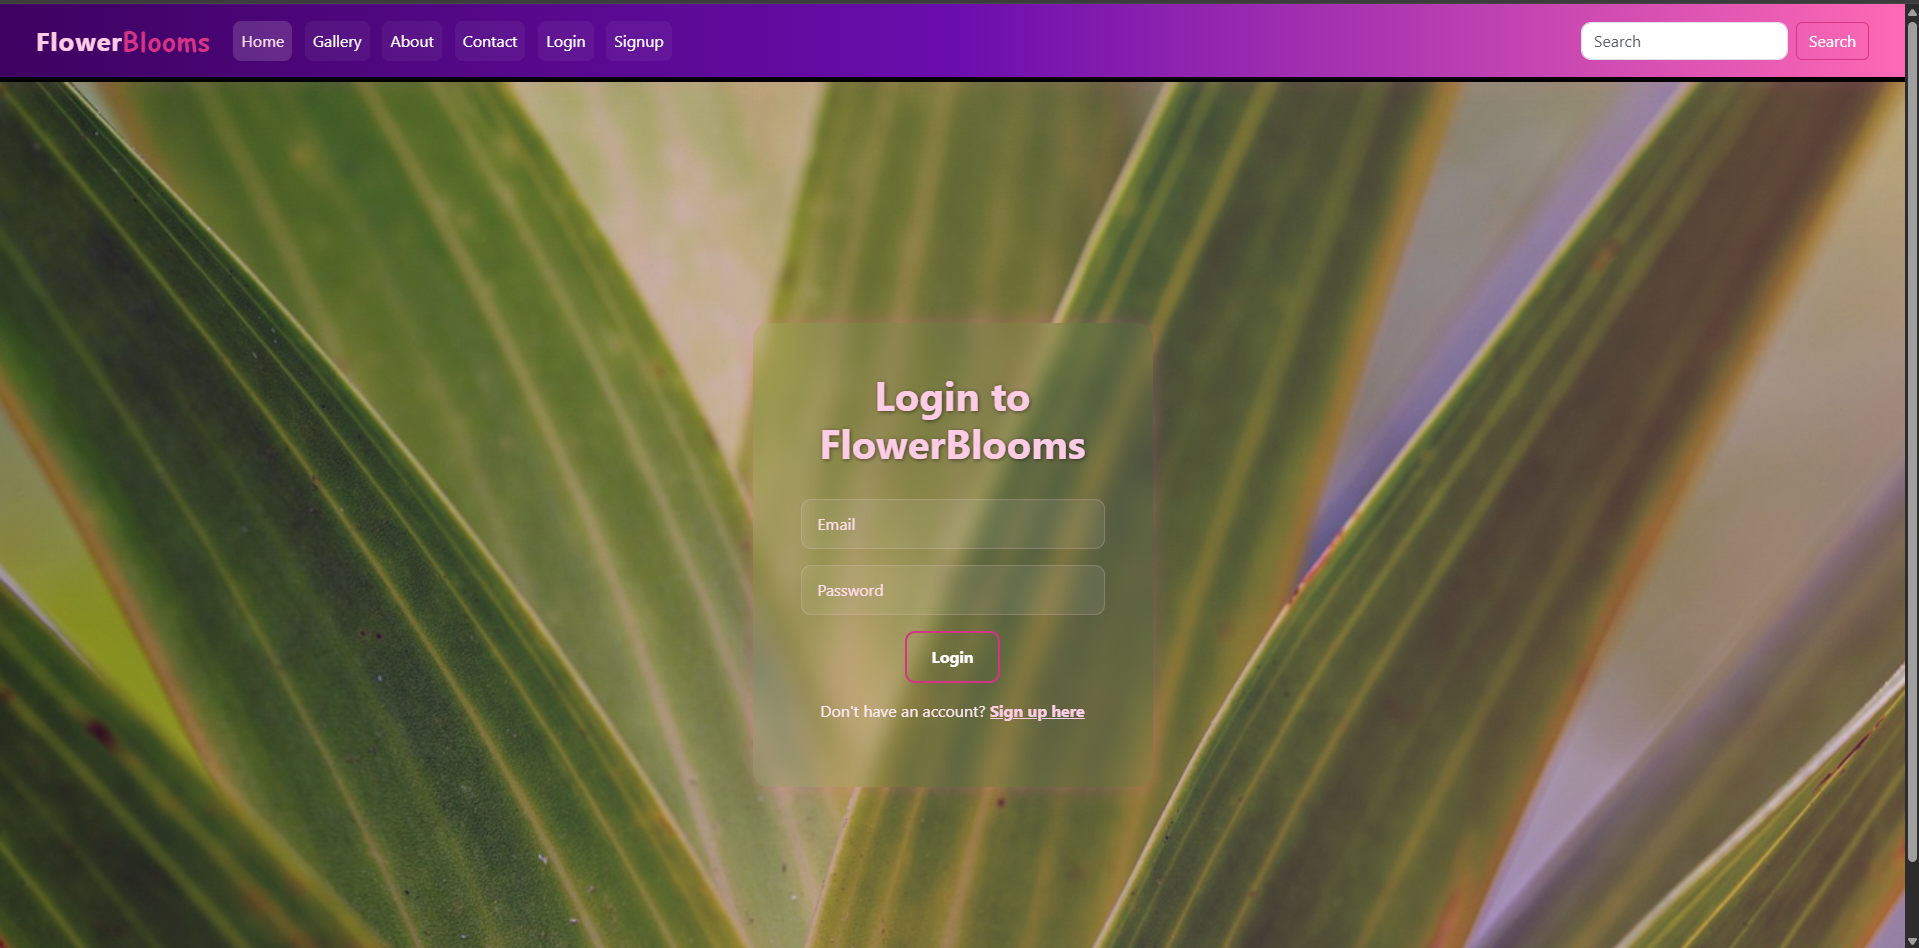 FlowerBlooms Home Gallery About Contact Login Signup Search Search
Login to
FlowerBlooms
Email
Password
Login
Don't have an account? Sign up here